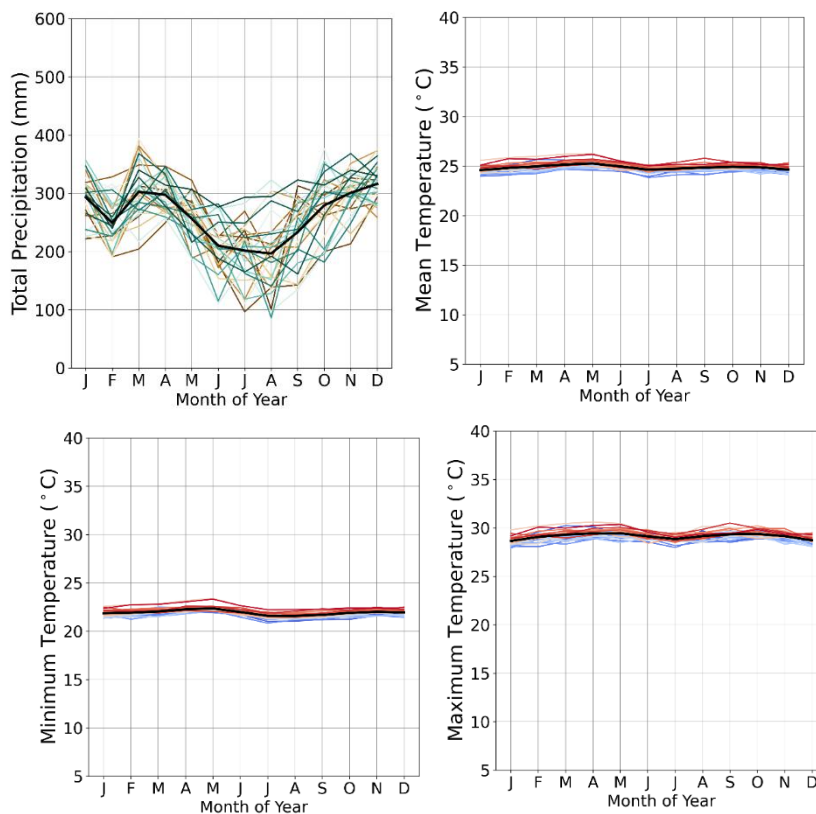 Total Precipitation (mm)
600
500
400
300
200
100
0
J F M A M J J A S O N D
Month of Year
Mean Temperature (°C)
40
35
30
25
20
15
10
5
J F M A M J J A S O N D
Month of Year
Minimum Temperature (°C)
40
35
30
25
20
15
10
5
J F M A M J J A S O N D
Month of Year
Maximum Temperature (°C)
40
35
30
25
20
15
10
5
J F M A M J J A S O N D
Month of Year